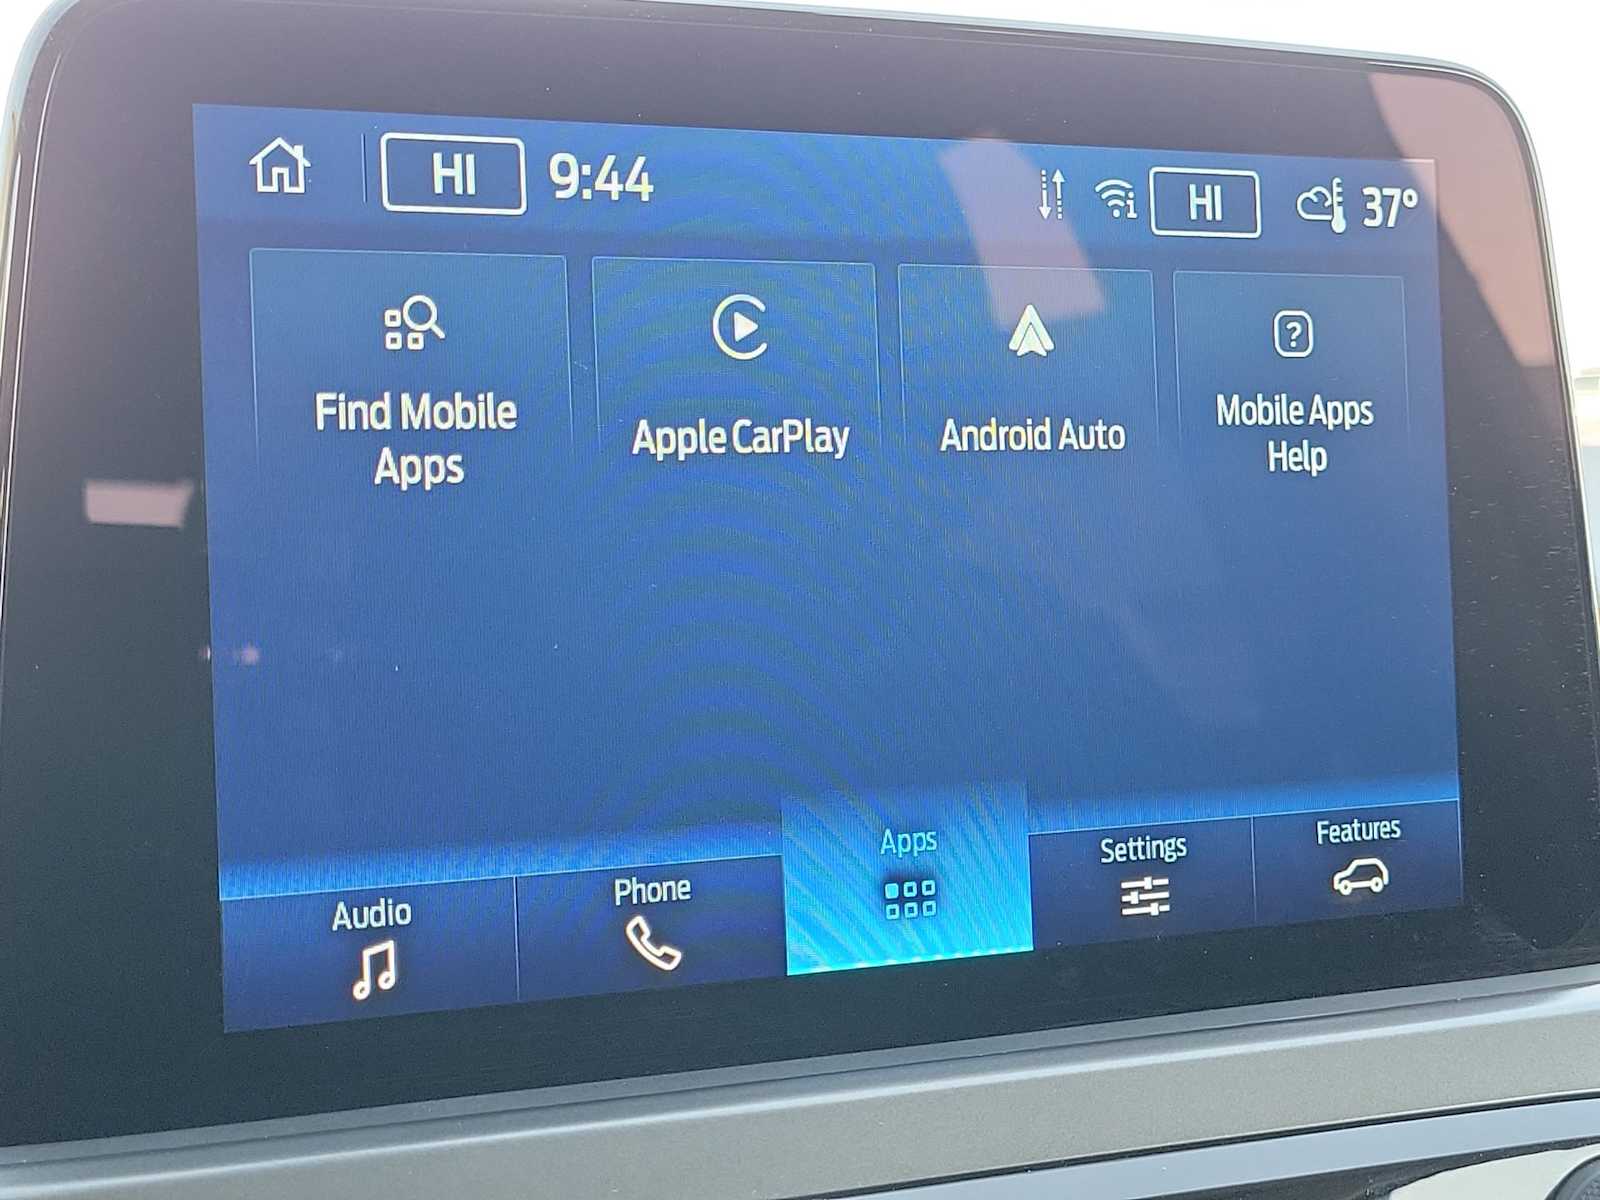 HI 9:44 HI 37°
Find Mobile
Apps
Apple CarPlay
Android Auto
Mobile Apps
Help
Audio
Phone
Apps
Settings
Features